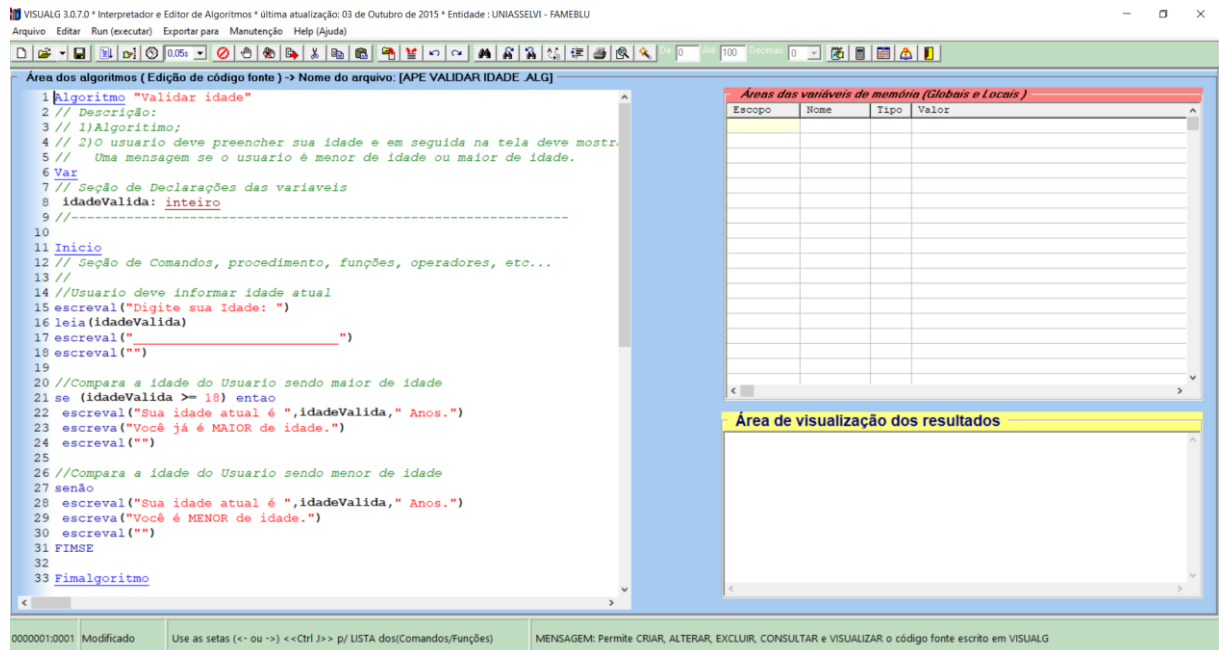 VISUALG 3.0.7.0 * Interpretador e Editor de Algoritmos * última atualização: 03 de Outubro de 2015 * Entidade : UNIASSELVI - FAMEBLU
Arquivo Editar Run (executar) Exportar para Manutenção Help (Ajuda)
0,05s De 0 Até 100 Decimais 0
Área dos algoritmos ( Edição de código fonte ) -> Nome do arquivo: [APE VALIDAR IDADE .ALG]
1 Algoritmo "Validar idade"
2 // Descrição:
3 // 1)Algoritimo;
4 // 2)O usuario deve preencher sua idade e em seguida na tela deve mostr
5 // Uma mensagem se o usuario é menor de idade ou maior de idade.
6 Var
7 // Seção de Declarações das variaveis
8 idadeValida: inteiro
9 //---------------------------------------------------------------
10
11 Inicio
12 // Seção de Comandos, procedimento, funções, operadores, etc...
13 //
14 //Usuario deve informar idade atual
15 escreval("Digite sua Idade: ")
16 leia(idadeValida)
17 escreval("__________________________")
18 escreval("")
19
20 //Compara a idade do Usuario sendo maior de idade
21 se (idadeValida >= 18) entao
22 escreval("Sua idade atual é ",idadeValida," Anos.")
23 escreva("Você já é MAIOR de idade.")
24 escreval("")
25
26 //Compara a idade do Usuario sendo menor de idade
27 senão
28 escreval("Sua idade atual é ",idadeValida," Anos.")
29 escreva("Você é MENOR de idade.")
30 escreval("")
31 FIMSE
32
33 Fimalgoritmo
Áreas das variáveis de memória (Globais e Locais )
Escopo Nome Tipo Valor
Área de visualização dos resultados
0000001:0001 Modificado Use as setas (<- ou ->) <<Ctrl J>> p/ LISTA dos(Comandos/Funções) MENSAGEM: Permite CRIAR, ALTERAR, EXCLUIR, CONSULTAR e VISUALIZAR o código fonte escrito em VISUALG